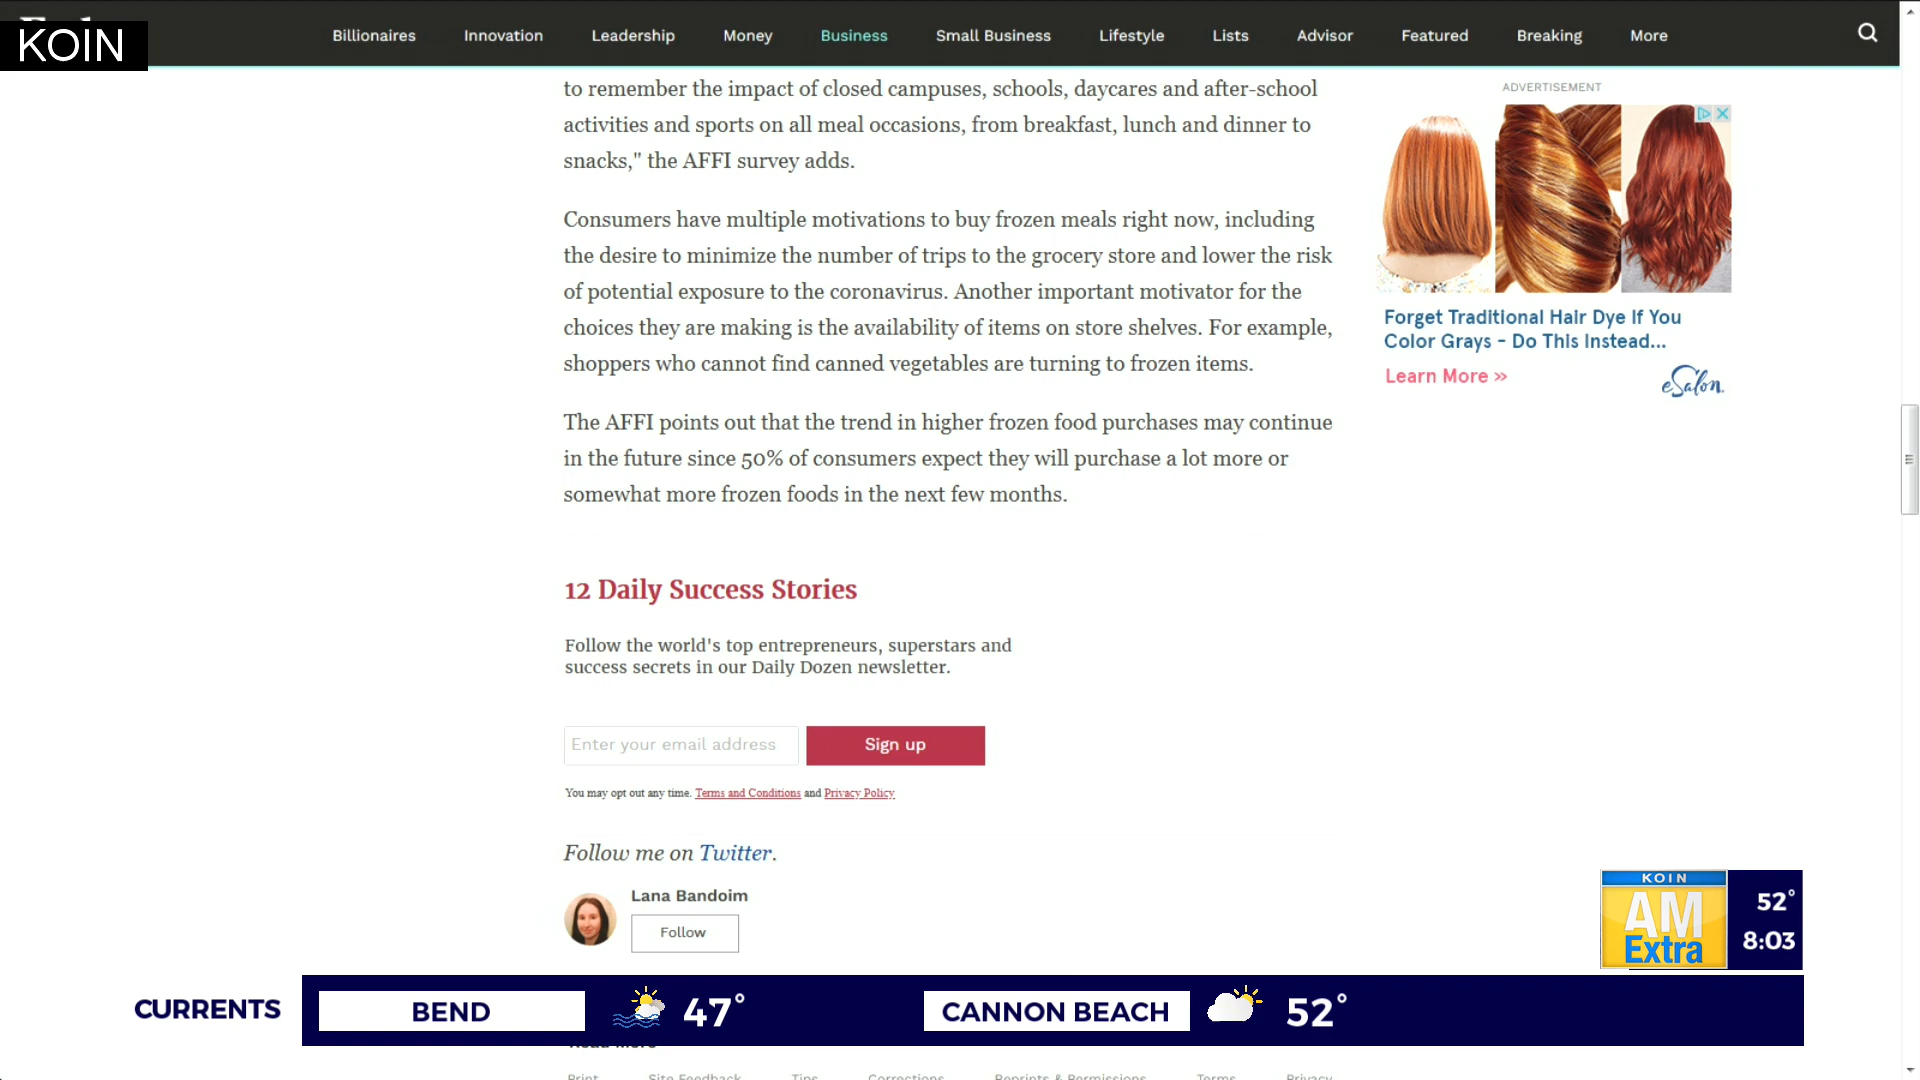 KOIN
Billionaires Innovation Leadership Money Business Small Business Lifestyle Lists Advisor Featured Breaking More
to remember the impact of closed campuses, schools, daycares and after-school
activities and sports on all meal occasions, from breakfast, lunch and dinner to
snacks," the AFFI survey adds.
Consumers have multiple motivations to buy frozen meals right now, including
the desire to minimize the number of trips to the grocery store and lower the risk
of potential exposure to the coronavirus. Another important motivator for the
choices they are making is the availability of items on store shelves. For example,
shoppers who cannot find canned vegetables are turning to frozen items.
The AFFI points out that the trend in higher frozen food purchases may continue
in the future since 50% of consumers expect they will purchase a lot more or
somewhat more frozen foods in the next few months.
ADVERTISEMENT
Forget Traditional Hair Dye If You
Color Grays - Do This Instead...
Learn More »
eSalon.
12 Daily Success Stories
Follow the world's top entrepreneurs, superstars and
success secrets in our Daily Dozen newsletter.
Enter your email address
Sign up
You may opt out any time. Terms and Conditions and Privacy Policy
Follow me on Twitter.
Lana Bandoim
Follow
KOIN
AM
Extra
52°
8:03
CURRENTS BEND 47° CANNON BEACH 52°
Read More
Print Site Feedback Tips Corrections Reprints & Permissions Terms Privacy